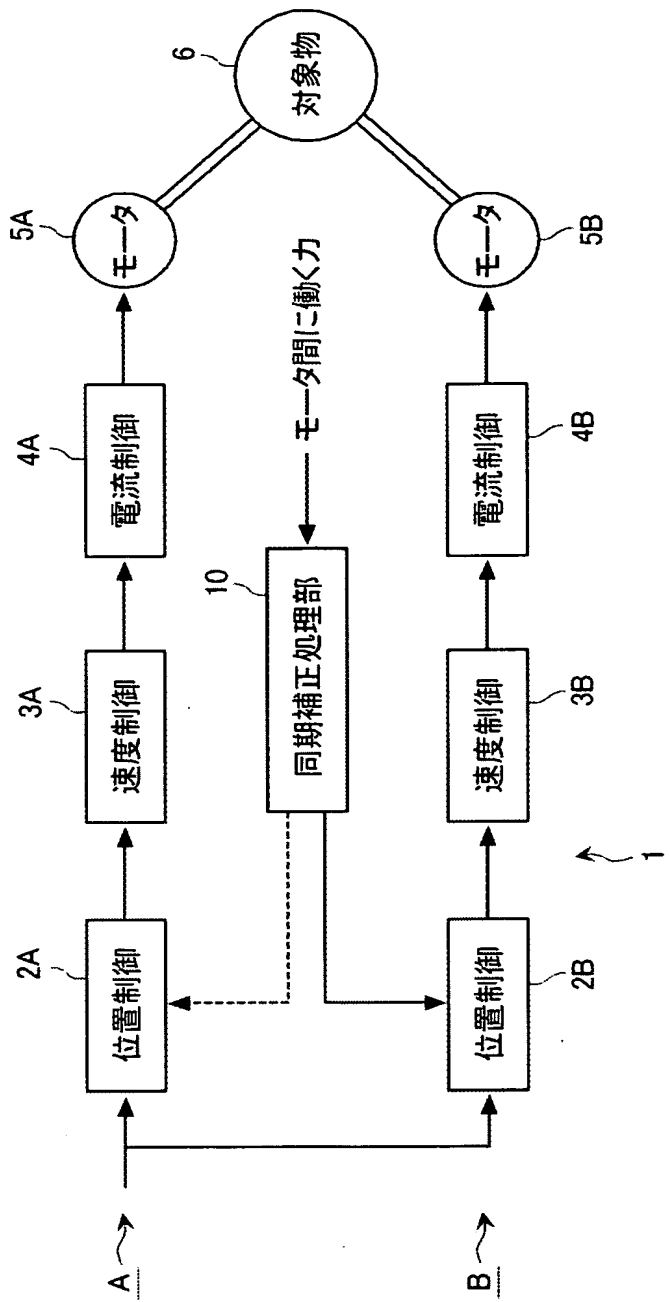 A
2A
位置制御
3A
速度制御
4A
電流制御
5A
モータ
6
対象物
10
同期補正処理部
モータ間に働く力
B
2B
位置制御
3B
速度制御
4B
電流制御
5B
モータ
1